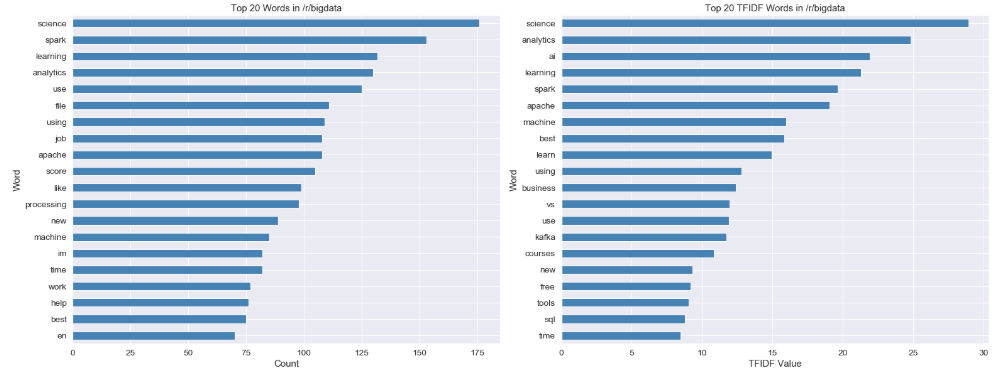 Top 20 Words in /r/bigdata
Word
science
spark
learning
analytics
use
file
using
job
apache
score
like
processing
new
machine
im
time
work
help
best
en
0 25 50 75 100 125 150 175
Count
Top 20 TFIDF Words in /r/bigdata
Word
science
analytics
ai
learning
spark
apache
machine
best
learn
using
business
vs
use
kafka
courses
new
free
tools
sql
time
0 5 10 15 20 25 30
TFIDF Value